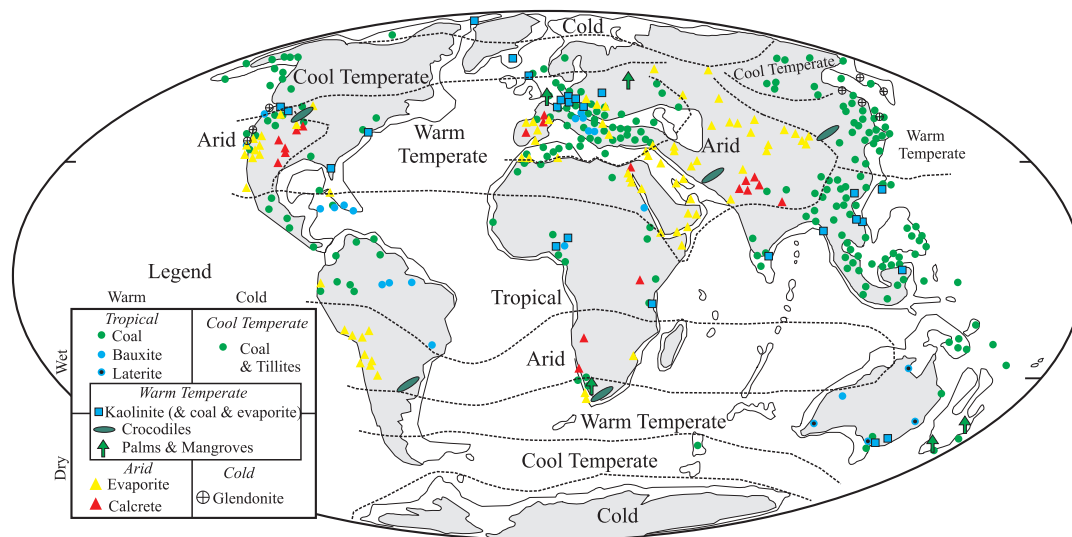 Cold
Cool Temperate
Cool Temperate
Arid
Warm
Temperate
Arid
Warm
Temperate
Legend
Tropical
Arid
Warm Temperate
Cool Temperate
Cold
Warm
Cold
Wet
Dry
Tropical
Coal
Bauxite
Laterite
Cool Temperate
Coal
& Tillites
Warm Temperate
Kaolinite (& coal & evaporite)
Crocodiles
Palms & Mangroves
Arid
Evaporite
Calcrete
Cold
Glendonite